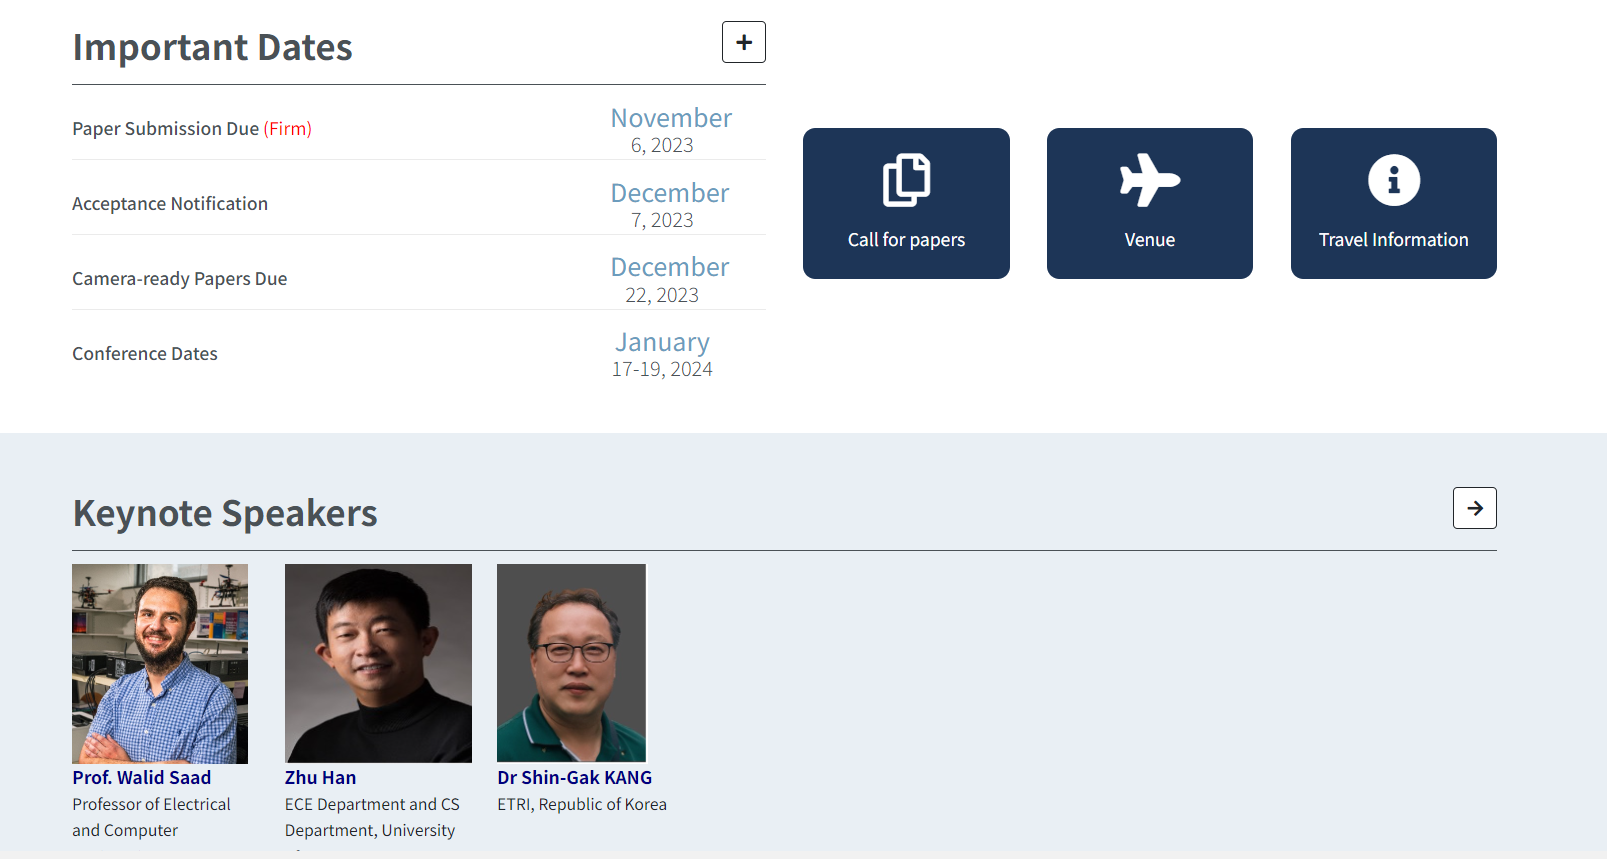 Important Dates
Paper Submission Due (Firm)
November
6, 2023
Acceptance Notification
December
7, 2023
Camera-ready Papers Due
December
22, 2023
Conference Dates
January
17-19, 2024
Call for papers
Venue
Travel Information
Keynote Speakers
Prof. Walid Saad
Professor of Electrical
and Computer
Zhu Han
ECE Department and CS
Department, University
Dr Shin-Gak KANG
ETRI, Republic of Korea